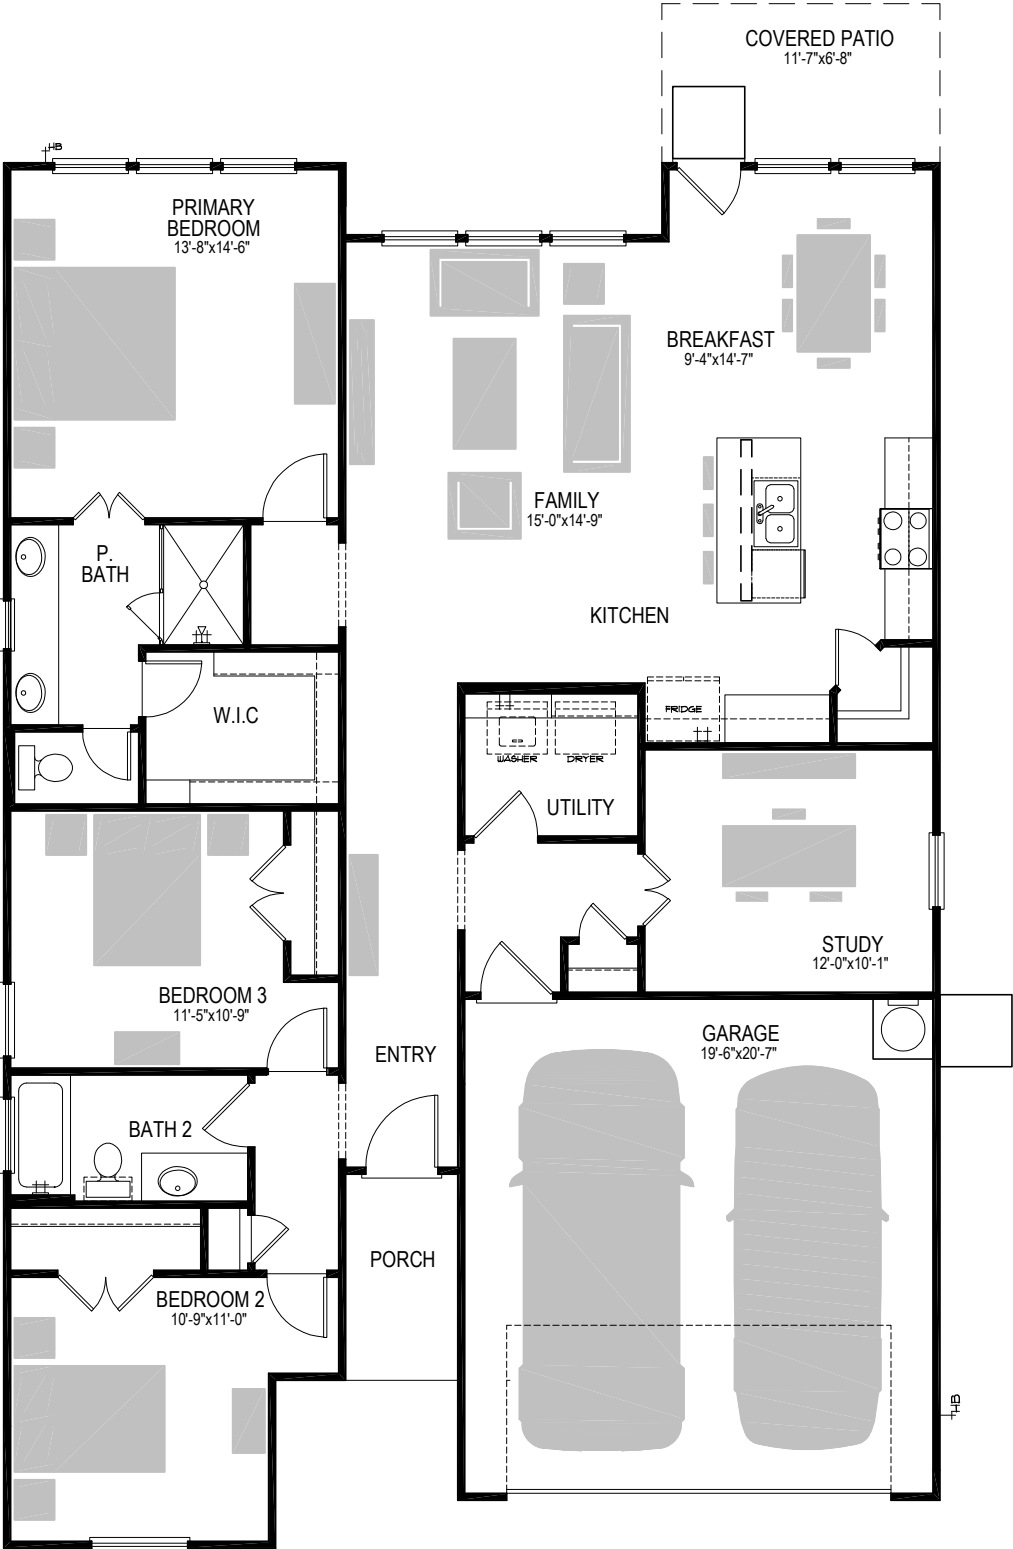 COVERED PATIO
11'-7"x6'-8"
HB
PRIMARY
BEDROOM
13'-8"x14'-6"
BREAKFAST
9'-4"x14'-7"
FAMILY
15'-0"x14'-9"
P.
BATH
KITCHEN
W.I.C
FRIDGE
WASHER
DRYER
UTILITY
STUDY
12'-0"x10'-1"
BEDROOM 3
11'-5"x10'-9"
GARAGE
19'-6"x20'-7"
ENTRY
BATH 2
PORCH
BEDROOM 2
10'-9"x11'-0"
HB